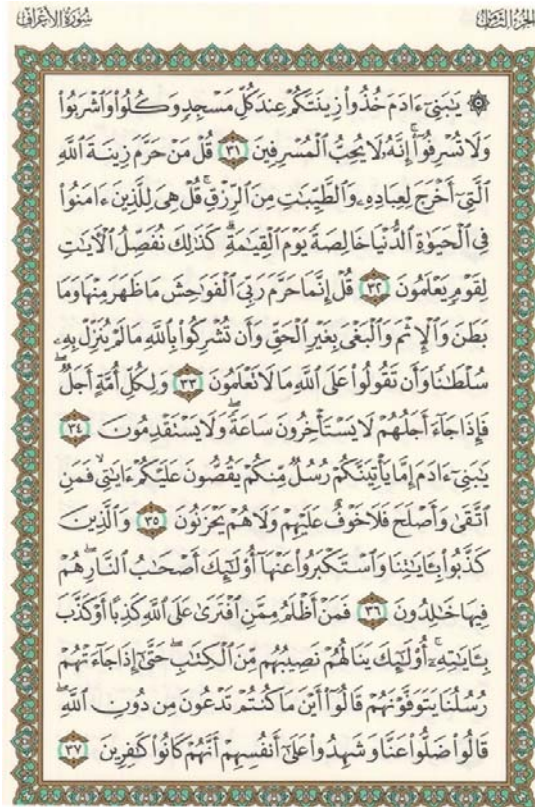 الجزء الثامن
سورة الأعراف
۞ يَـٰبَنِىٓ ءَادَمَ خُذُوا۟ زِينَتَكُمْ عِندَ كُلِّ مَسْجِدٍ وَكُلُوا۟ وَٱشْرَبُوا۟
وَلَا تُسْرِفُوٓا۟ ۚ إِنَّهُۥ لَا يُحِبُّ ٱلْمُسْرِفِينَ ٣١ قُلْ مَنْ حَرَّمَ زِينَةَ ٱللَّهِ
ٱلَّتِىٓ أَخْرَجَ لِعِبَادِهِۦ وَٱلطَّيِّبَـٰتِ مِنَ ٱلرِّزْقِ ۚ قُلْ هِىَ لِلَّذِينَ ءَامَنُوا۟
فِى ٱلْحَيَوٰةِ ٱلدُّنْيَا خَالِصَةً يَوْمَ ٱلْقِيَـٰمَةِ ۗ كَذَٰلِكَ نُفَصِّلُ ٱلْـَٔايَـٰتِ
لِقَوْمٍ يَعْلَمُونَ ٣٢ قُلْ إِنَّمَا حَرَّمَ رَبِّىَ ٱلْفَوَٰحِشَ مَا ظَهَرَ مِنْهَا وَمَا
بَطَنَ وَٱلْإِثْمَ وَٱلْبَغْىَ بِغَيْرِ ٱلْحَقِّ وَأَن تُشْرِكُوا۟ بِٱللَّهِ مَا لَمْ يُنَزِّلْ بِهِۦ
سُلْطَـٰنًا وَأَن تَقُولُوا۟ عَلَى ٱللَّهِ مَا لَا تَعْلَمُونَ ٣٣ وَلِكُلِّ أُمَّةٍ أَجَلٌ ۖ
فَإِذَا جَآءَ أَجَلُهُمْ لَا يَسْتَأْخِرُونَ سَاعَةً ۖ وَلَا يَسْتَقْدِمُونَ ٣٤
يَـٰبَنِىٓ ءَادَمَ إِمَّا يَأْتِيَنَّكُمْ رُسُلٌ مِّنكُمْ يَقُصُّونَ عَلَيْكُمْ ءَايَـٰتِى ۙ فَمَنِ
ٱتَّقَىٰ وَأَصْلَحَ فَلَا خَوْفٌ عَلَيْهِمْ وَلَا هُمْ يَحْزَنُونَ ٣٥ وَٱلَّذِينَ
كَذَّبُوا۟ بِـَٔايَـٰتِنَا وَٱسْتَكْبَرُوا۟ عَنْهَآ أُو۟لَـٰٓئِكَ أَصْحَـٰبُ ٱلنَّارِ ۖ هُمْ
فِيهَا خَـٰلِدُونَ ٣٦ فَمَنْ أَظْلَمُ مِمَّنِ ٱفْتَرَىٰ عَلَى ٱللَّهِ كَذِبًا أَوْ كَذَّبَ
بِـَٔايَـٰتِهِۦٓ ۚ أُو۟لَـٰٓئِكَ يَنَالُهُمْ نَصِيبُهُم مِّنَ ٱلْكِتَـٰبِ ۖ حَتَّىٰٓ إِذَا جَآءَتْهُمْ
رُسُلُنَا يَتَوَفَّوْنَهُمْ قَالُوٓا۟ أَيْنَ مَا كُنتُمْ تَدْعُونَ مِن دُونِ ٱللَّهِ ۖ
قَالُوا۟ ضَلُّوا۟ عَنَّا وَشَهِدُوا۟ عَلَىٰٓ أَنفُسِهِمْ أَنَّهُمْ كَانُوا۟ كَـٰفِرِينَ ٣٧